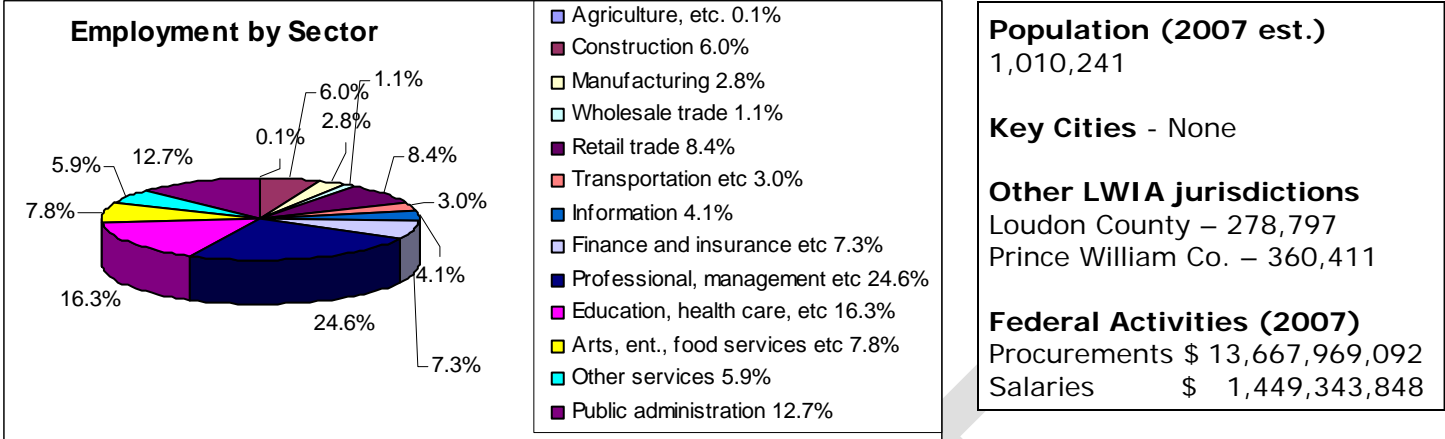 Employment by Sector
0.1%
6.0%
2.8%
1.1%
8.4%
3.0%
4.1%
7.3%
24.6%
16.3%
7.8%
5.9%
12.7%
Agriculture, etc. 0.1%
Construction 6.0%
Manufacturing 2.8%
Wholesale trade 1.1%
Retail trade 8.4%
Transportation etc 3.0%
Information 4.1%
Finance and insurance etc 7.3%
Professional, management etc 24.6%
Education, health care, etc 16.3%
Arts, ent., food services etc 7.8%
Other services 5.9%
Public administration 12.7%
Population (2007 est.)
1,010,241
Key Cities - None
Other LWIA jurisdictions
Loudon County – 278,797
Prince William Co. – 360,411
Federal Activities (2007)
Procurements $ 13,667,969,092
Salaries $ 1,449,343,848